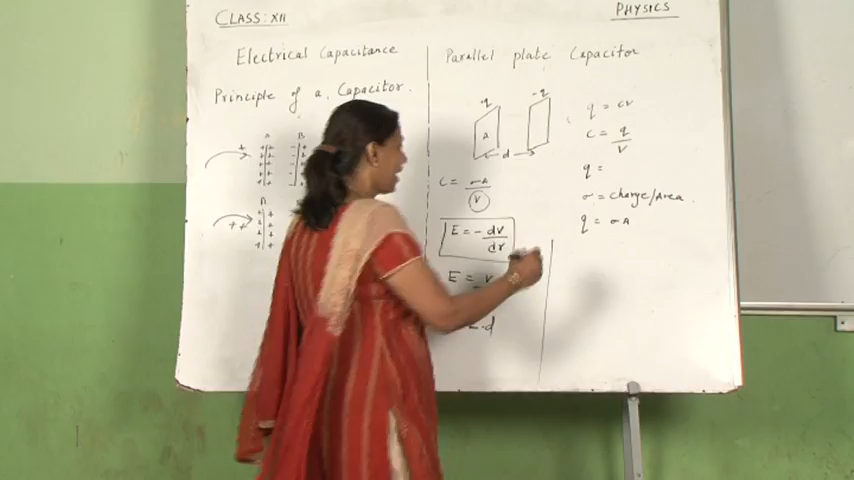 CLASS: XII
PHYSICS
Electrical Capacitance
Principle of a Capacitor.
A B
+
B
++
Parallel plate Capacitor
q -q
A
d
C = σA
V
E = - dv
dr
E = v
- d
q = cv
c = q
v
q =
σ = charge/Area.
q = σA